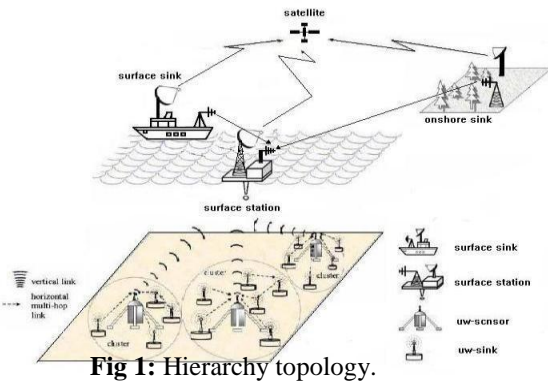 satellite
surface sink
onshore sink
surface station
cluster
cluster
cluster
vertical link
horizontal
multi-hop
link
surface sink
surface station
uw-scnsor
uw-sink
Fig 1: Hierarchy topology.